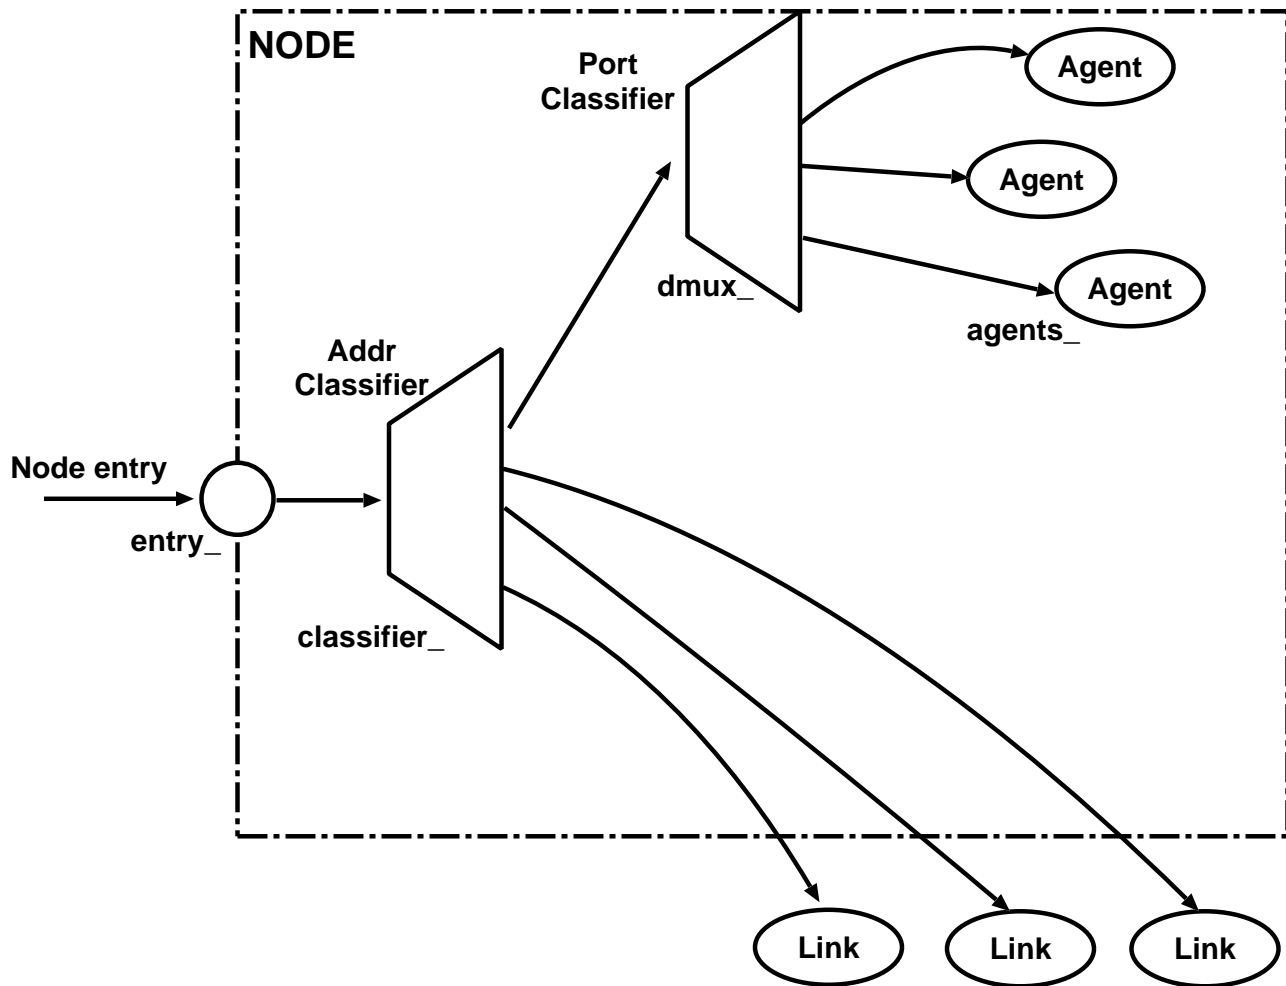 NODE
Port
Classifier
Agent
Agent
Agent
dmux_
agents_
Addr
Classifier
Node entry
entry_
classifier_
Link
Link
Link